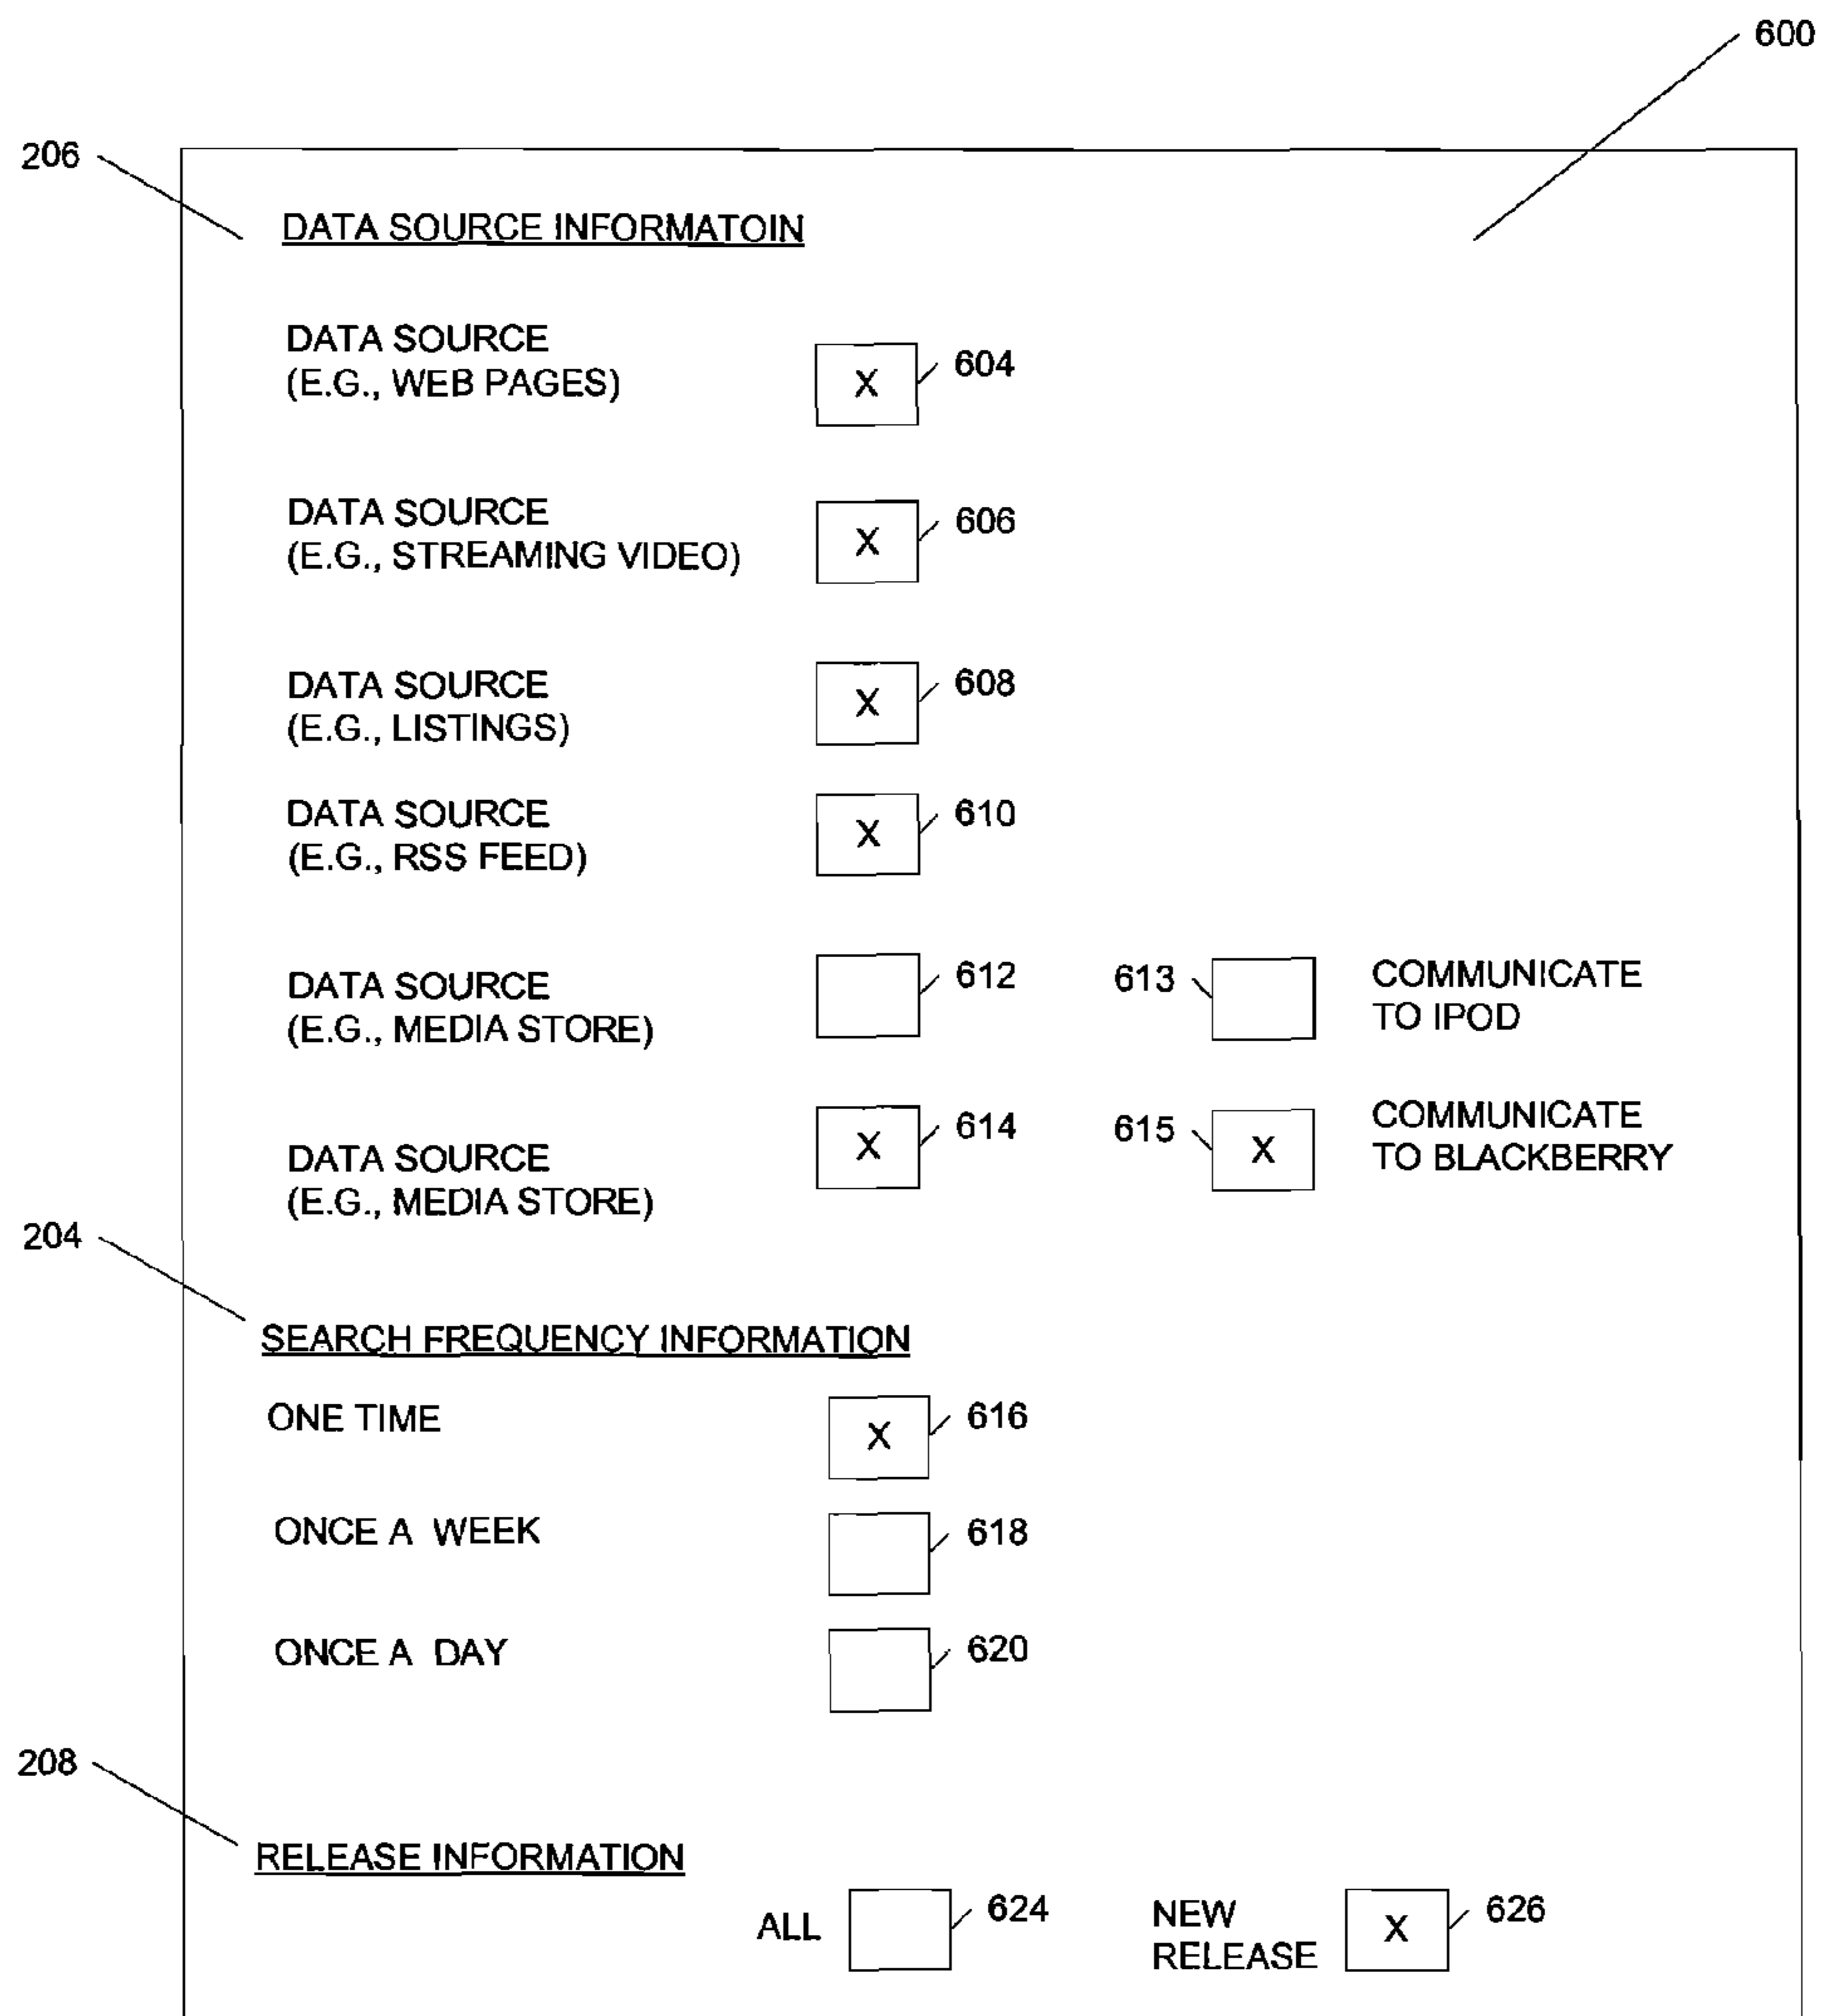 600
206
DATA SOURCE INFORMATOIN
DATA SOURCE
(E.G., WEB PAGES)
X
604
DATA SOURCE
(E.G., STREAMING VIDEO)
X
606
DATA SOURCE
(E.G., LISTINGS)
X
608
DATA SOURCE
(E.G., RSS FEED)
X
610
DATA SOURCE
(E.G., MEDIA STORE)
612
613
COMMUNICATE
TO IPOD
DATA SOURCE
(E.G., MEDIA STORE)
X
614
615
X
COMMUNICATE
TO BLACKBERRY
204
SEARCH FREQUENCY INFORMATION
ONE TIME
X
616
ONCE A WEEK
618
ONCE A DAY
620
208
RELEASE INFORMATION
ALL
624
NEW
RELEASE
X
626